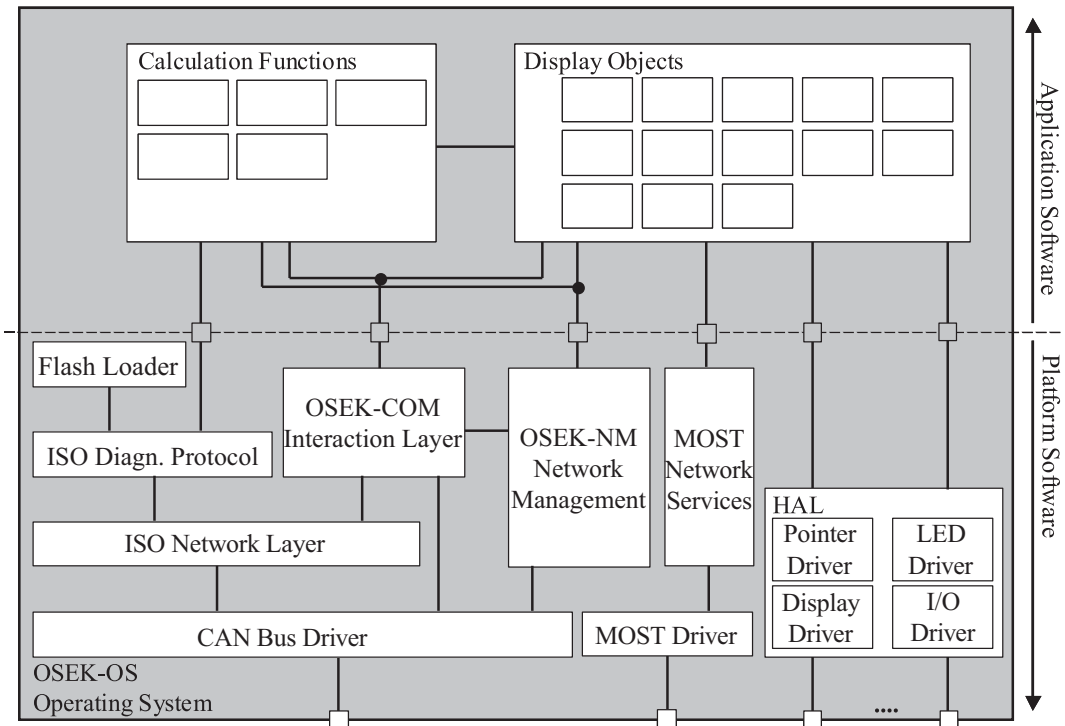 Calculation Functions
Display Objects
Application Software
Platform Software
Flash Loader
ISO Diagn. Protocol
OSEK-COM
Interaction Layer
OSEK-NM
Network
Management
MOST
Network
Services
ISO Network Layer
HAL
Pointer
Driver
LED
Driver
Display
Driver
I/O
Driver
CAN Bus Driver
MOST Driver
OSEK-OS
Operating System
....